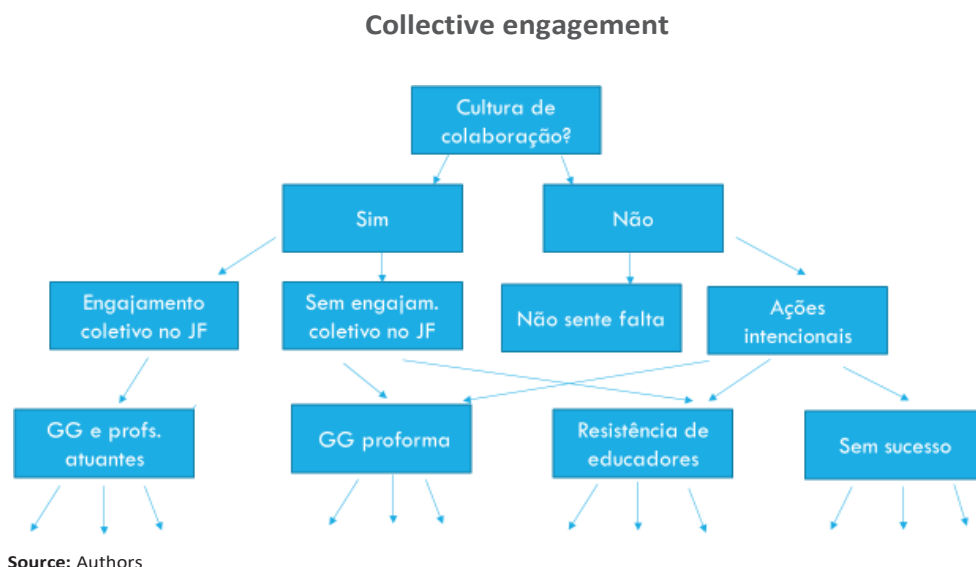 Collective engagement
Cultura de
colaboração?
Sim
Não
Engajamento
coletivo no JF
Sem engajam.
coletivo no JF
Não sente falta
Ações
intencionais
GG e profs.
atuantes
GG proforma
Resistência de
educadores
Sem sucesso
Source: Authors